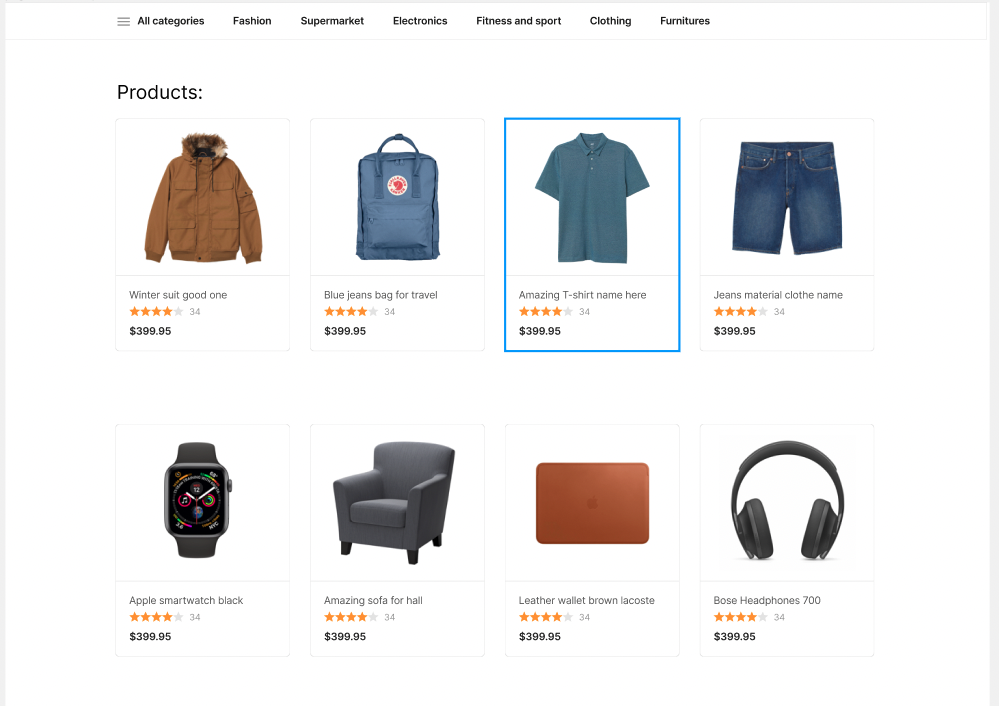 All categories Fashion Supermarket Electronics Fitness and sport Clothing Furnitures
Products:
Winter suit good one
34
$399.95
Blue jeans bag for travel
34
$399.95
Amazing T-shirt name here
34
$399.95
Jeans material clothe name
34
$399.95
12
NYC
Apple smartwatch black
34
$399.95
Amazing sofa for hall
34
$399.95
Leather wallet brown lacoste
34
$399.95
Bose Headphones 700
34
$399.95